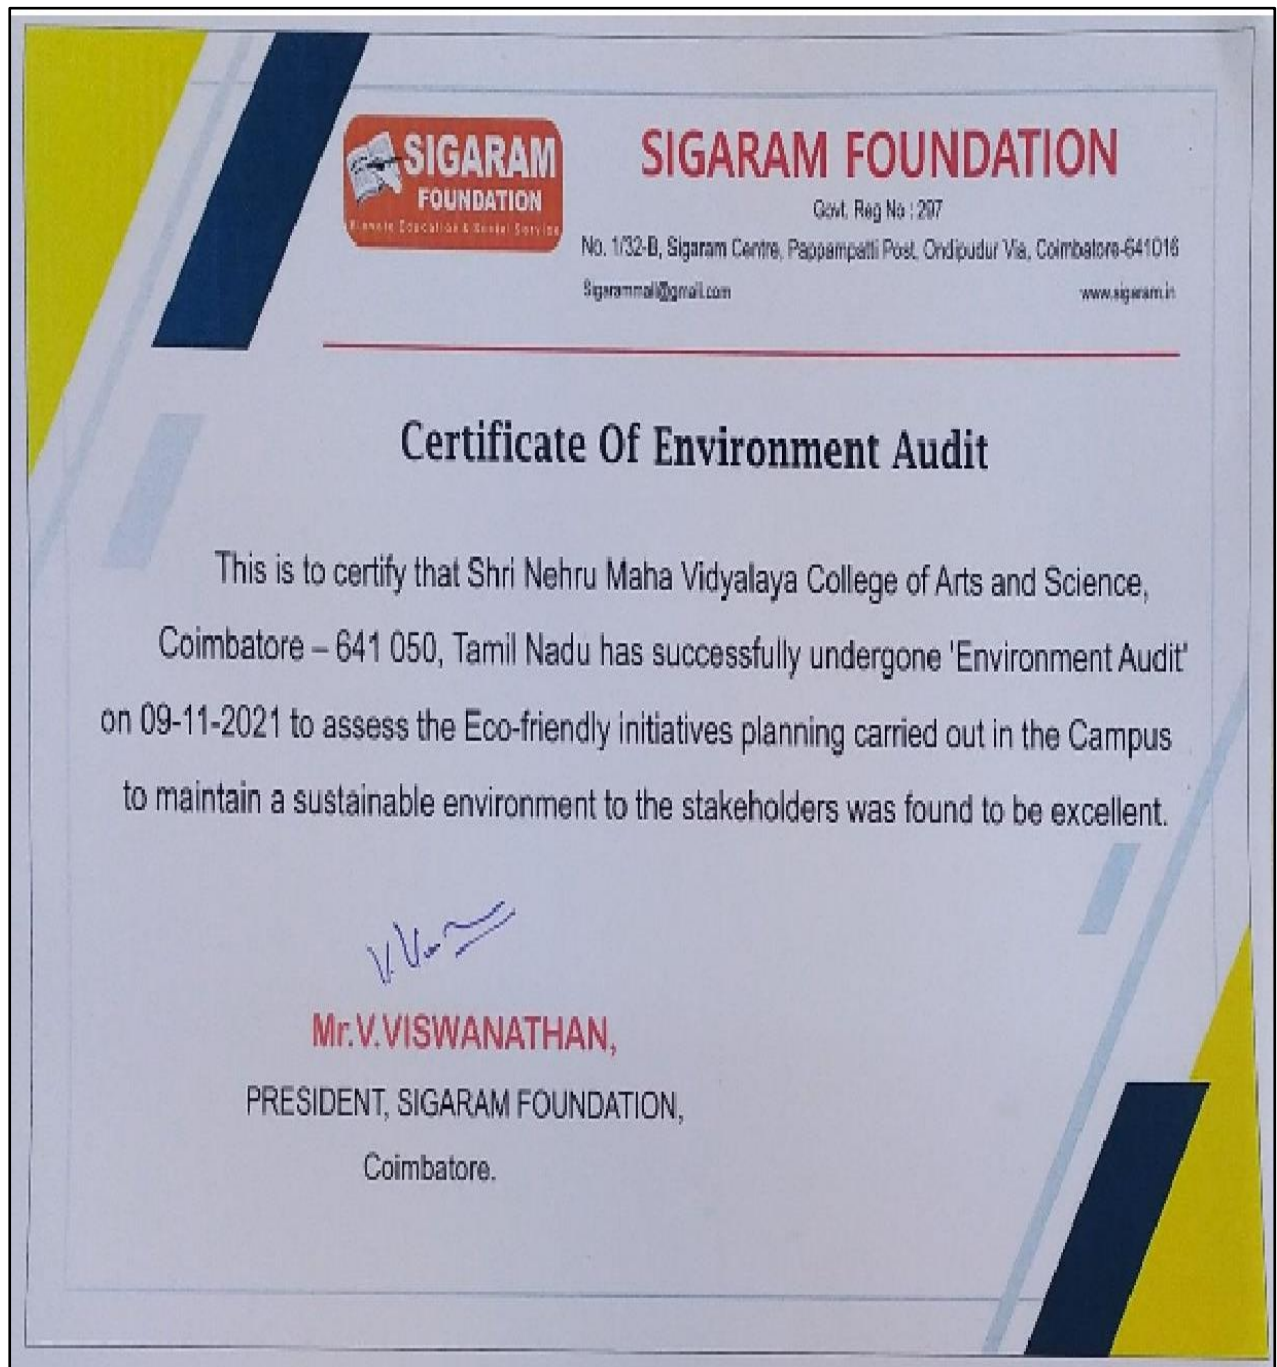 SIGARAM
FOUNDATION
Promote Education & Social Service
SIGARAM FOUNDATION
Govt. Reg No : 297
No. 1/32-B, Sigaram Centre, Pappampatti Post, Ondipudur Via, Coimbatore-641016
Sigarammail@gmail.com www.sigaram.in
Certificate Of Environment Audit
This is to certify that Shri Nehru Maha Vidyalaya College of Arts and Science,
Coimbatore – 641 050, Tamil Nadu has successfully undergone 'Environment Audit'
on 09-11-2021 to assess the Eco-friendly initiatives planning carried out in the Campus
to maintain a sustainable environment to the stakeholders was found to be excellent.
Mr.V.VISWANATHAN,
PRESIDENT, SIGARAM FOUNDATION,
Coimbatore.